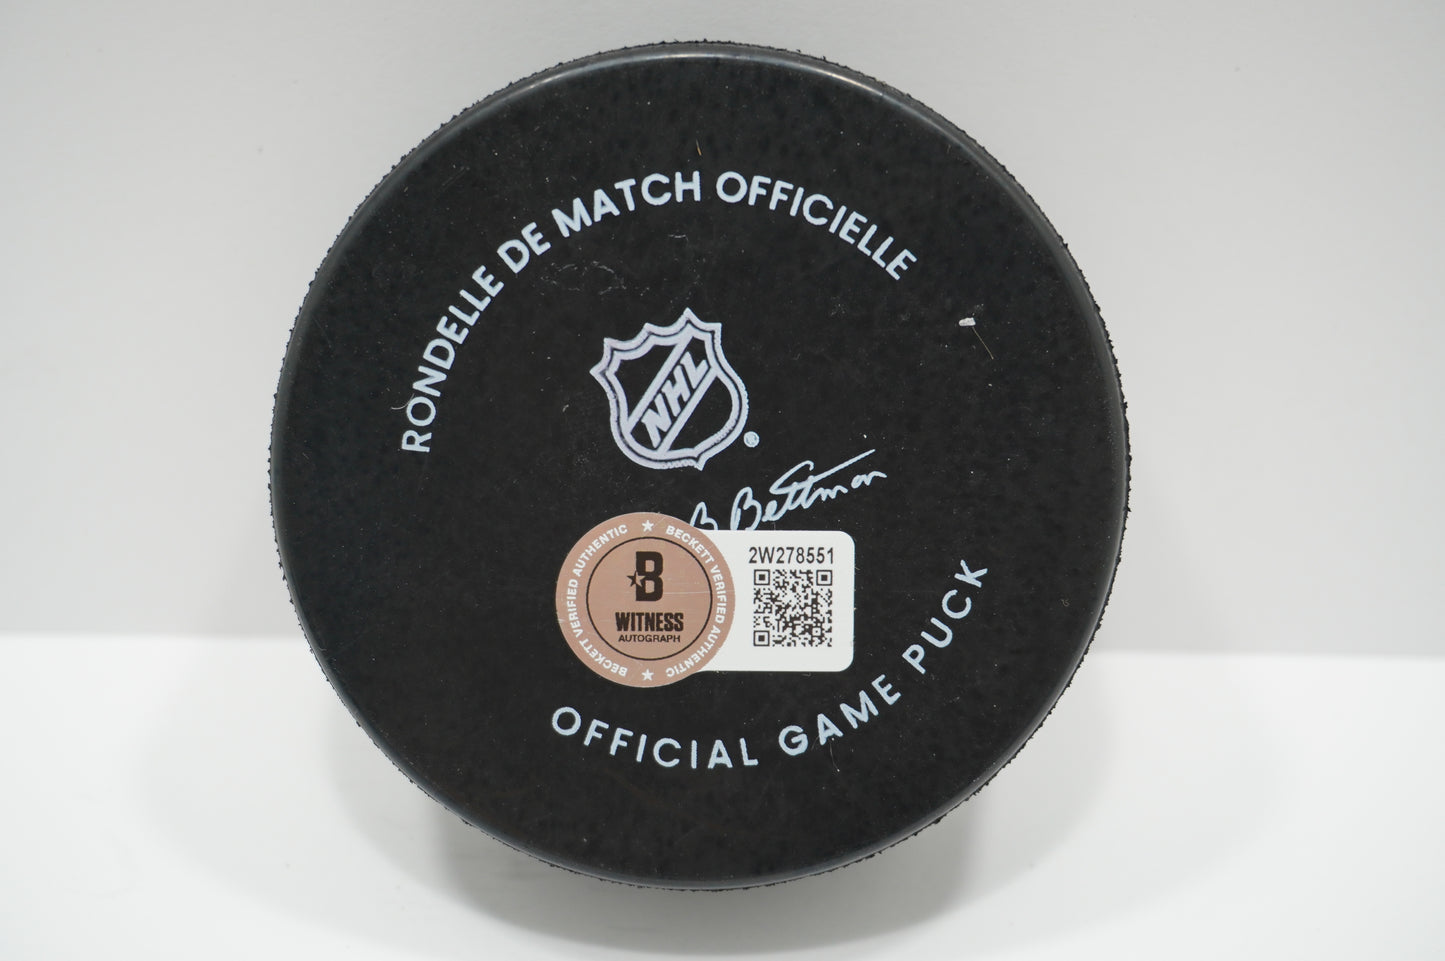 RONDELLE DE MATCH OFFICIELLE
NHL
®
B Bettman
BECKETT VERIFIED AUTHENTIC
BECKETT VERIFIED AUTHENTIC
B
WITNESS
AUTOGRAPH
2W278551
OFFICIAL GAME PUCK